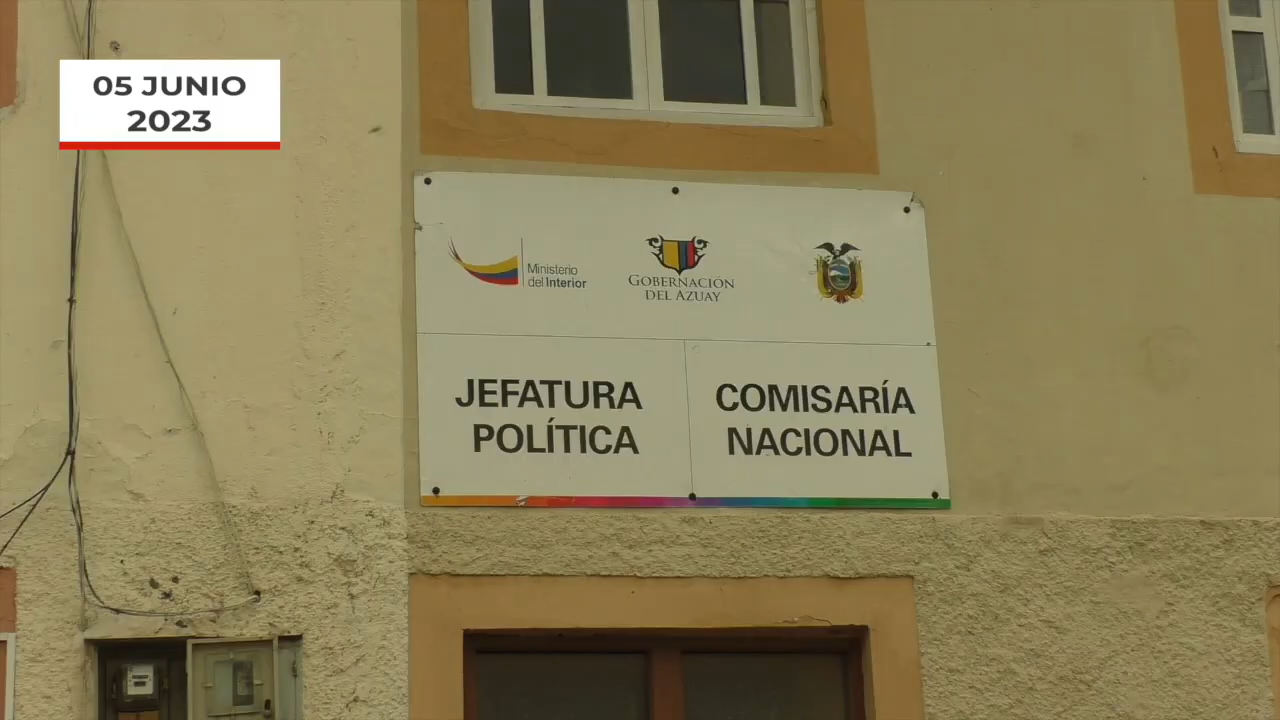 05 JUNIO
2023
Ministerio
del Interior
GOBERNACIÓN
DEL AZUAY
JEFATURA
POLÍTICA
COMISARÍA
NACIONAL